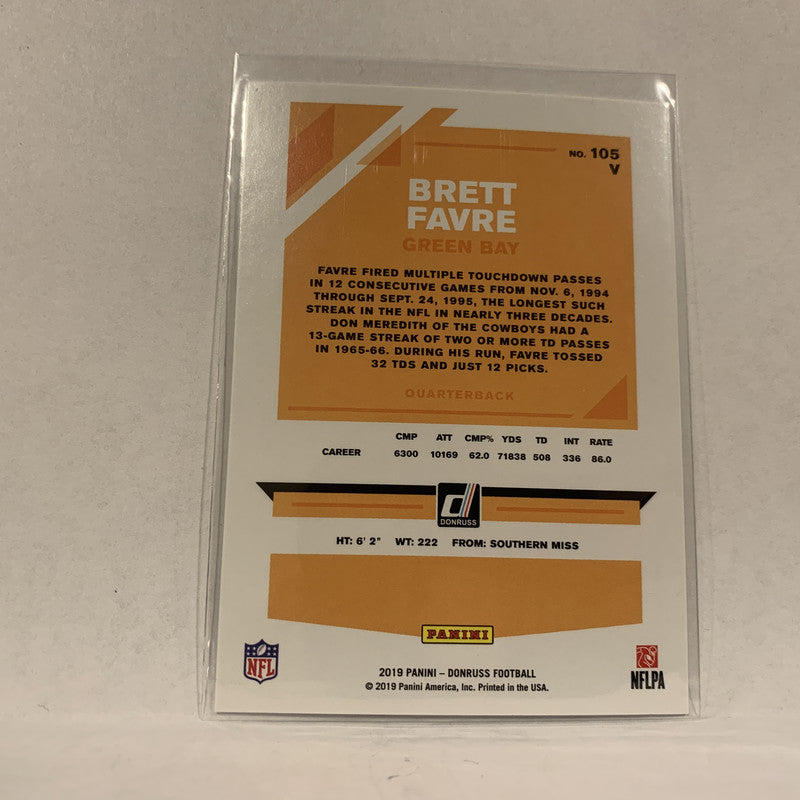 NO. 105
V
BRETT
FAVRE
GREEN BAY
FAVRE FIRED MULTIPLE TOUCHDOWN PASSES
IN 12 CONSECUTIVE GAMES FROM NOV. 6, 1994
THROUGH SEPT. 24, 1995, THE LONGEST SUCH
STREAK IN THE NFL IN NEARLY THREE DECADES.
DON MEREDITH OF THE COWBOYS HAD A
13-GAME STREAK OF TWO OR MORE TD PASSES
IN 1965-66. DURING HIS RUN, FAVRE TOSSED
32 TDS AND JUST 12 PICKS.
QUARTERBACK
CMP ATT CMP% YDS TD INT RATE
CAREER 6300 10169 62.0 71838 508 336 86.0
d
DONRUSS
HT: 6' 2" WT: 222 FROM: SOUTHERN MISS
PANINI
NFL
NFLPA
2019 PANINI – DONRUSS FOOTBALL
© 2019 Panini America, Inc. Printed in the USA.